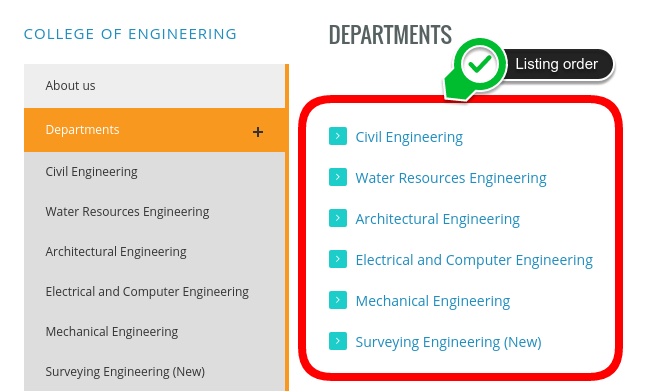 COLLEGE OF ENGINEERING
About us
Departments
Civil Engineering
Water Resources Engineering
Architectural Engineering
Electrical and Computer Engineering
Mechanical Engineering
Surveying Engineering (New)
DEPARTMENTS
Listing order
Civil Engineering
Water Resources Engineering
Architectural Engineering
Electrical and Computer Engineering
Mechanical Engineering
Surveying Engineering (New)